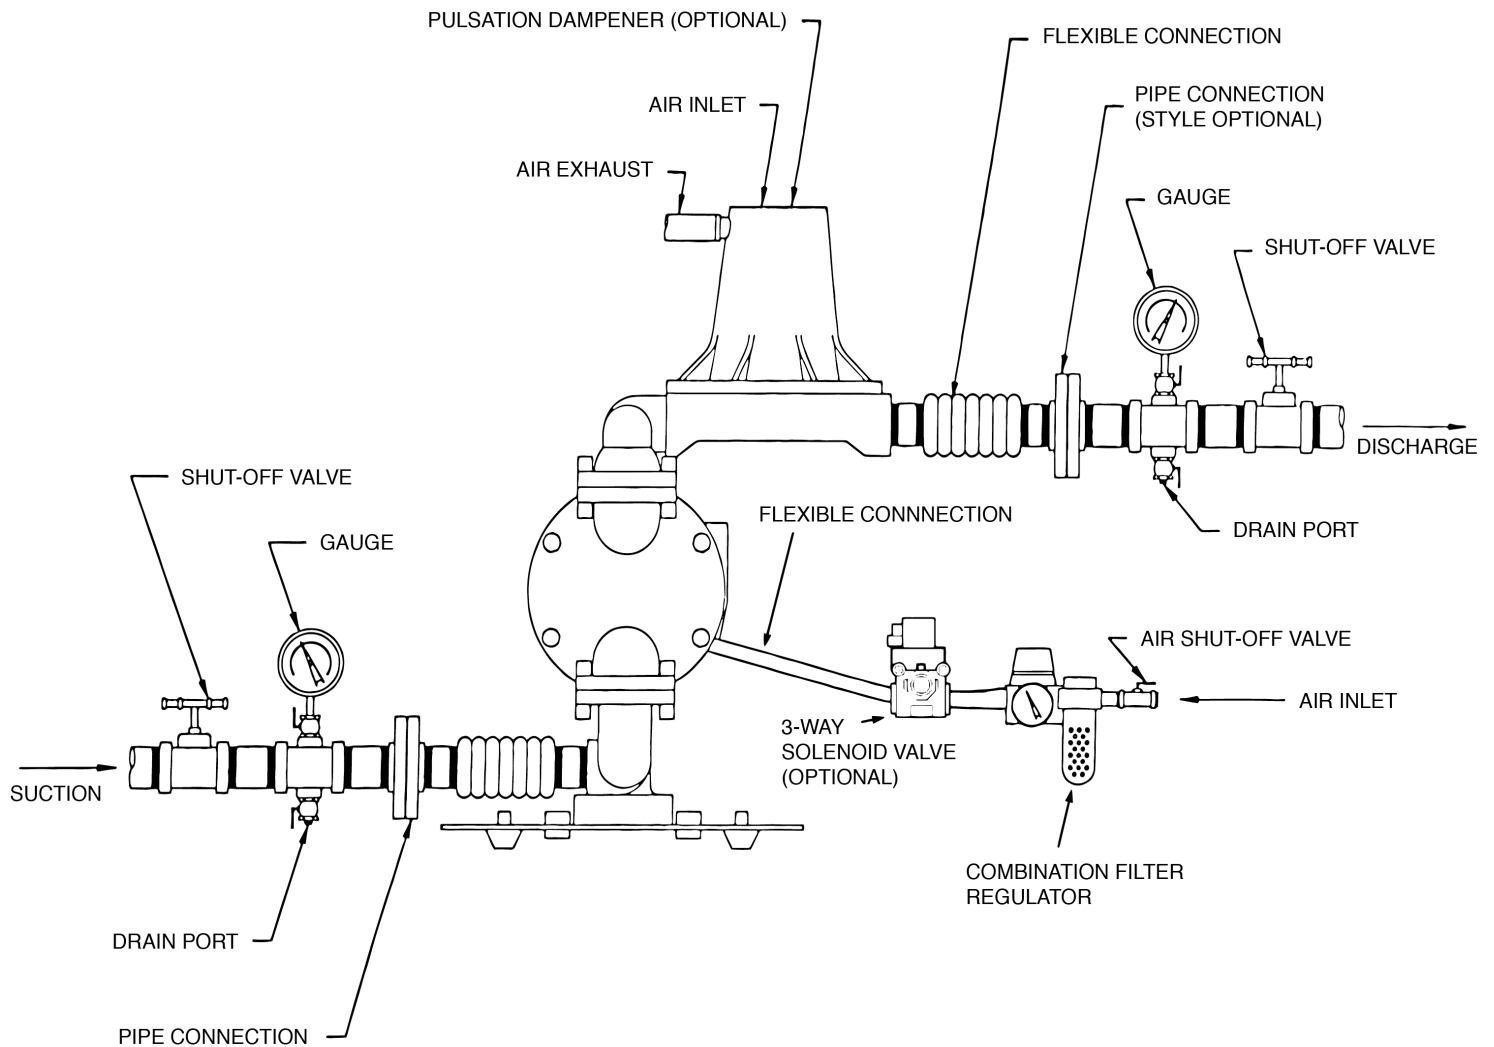 PULSATION DAMPENER (OPTIONAL)
FLEXIBLE CONNECTION
AIR INLET
PIPE CONNECTION
(STYLE OPTIONAL)
AIR EXHAUST
GAUGE
SHUT-OFF VALVE
DISCHARGE
SHUT-OFF VALVE
FLEXIBLE CONNNECTION
DRAIN PORT
GAUGE
AIR SHUT-OFF VALVE
AIR INLET
3-WAY
SOLENOID VALVE
(OPTIONAL)
SUCTION
COMBINATION FILTER
REGULATOR
DRAIN PORT
PIPE CONNECTION